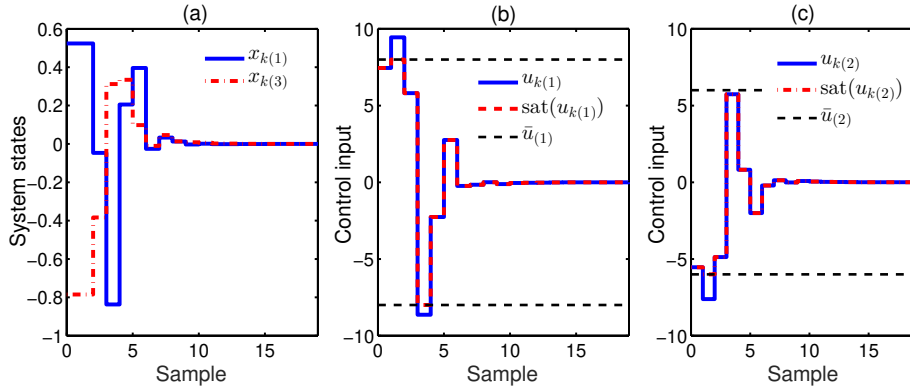 (a)
System states
0.6
0.4
0.2
0
−0.2
−0.4
−0.6
−0.8
−1
0 5 10 15
Sample
x_{k(1)}
x_{k(3)}
(b)
Control input
10
5
0
−5
−10
0 5 10 15
Sample
u_{k(1)}
sat(u_{k(1)})
ū_{(1)}
(c)
Control input
10
5
0
−5
−10
0 5 10 15
Sample
u_{k(2)}
sat(u_{k(2)})
ū_{(2)}